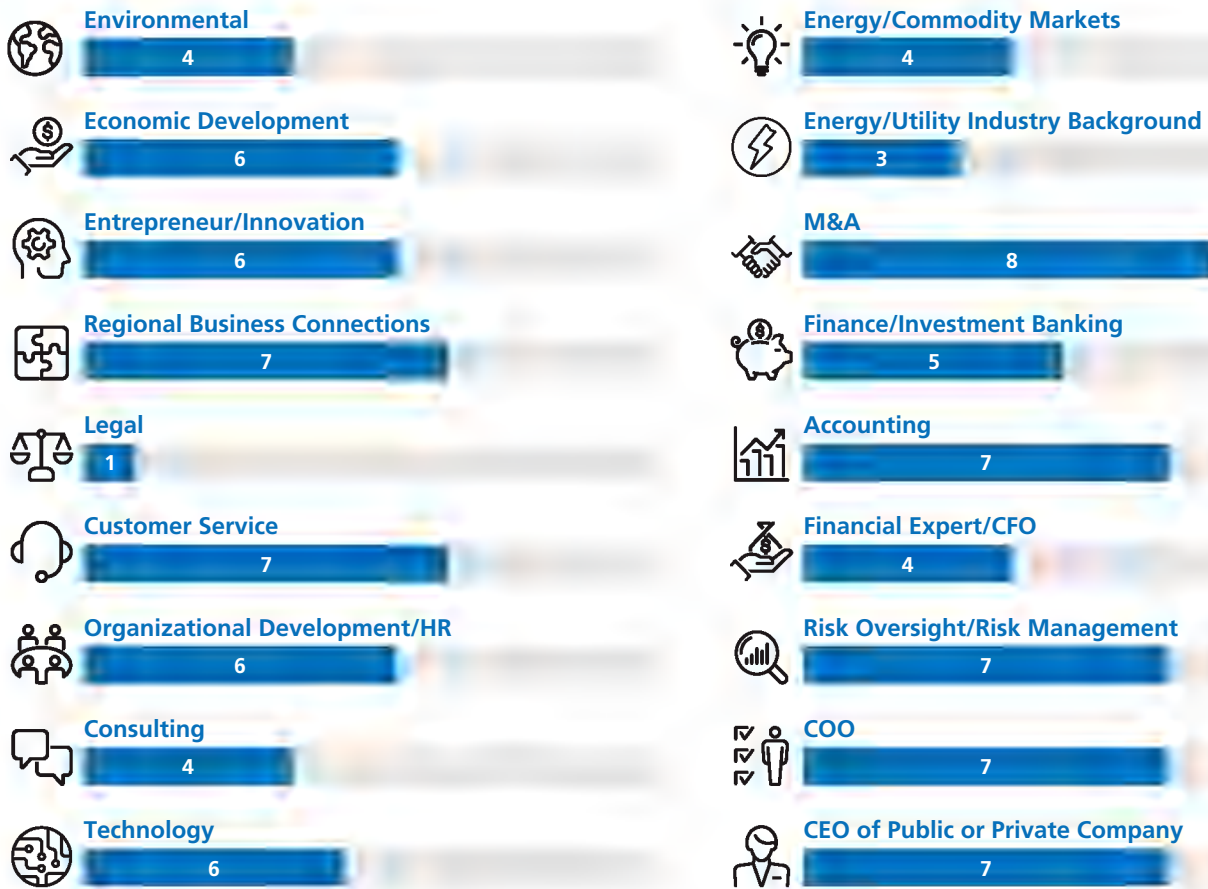 Environmental
4
Economic Development
6
Entrepreneur/Innovation
6
Regional Business Connections
7
Legal
1
Customer Service
7
Organizational Development/HR
6
Consulting
4
Technology
6
Energy/Commodity Markets
4
Energy/Utility Industry Background
3
M&A
8
Finance/Investment Banking
5
Accounting
7
Financial Expert/CFO
4
Risk Oversight/Risk Management
7
COO
7
CEO of Public or Private Company
7